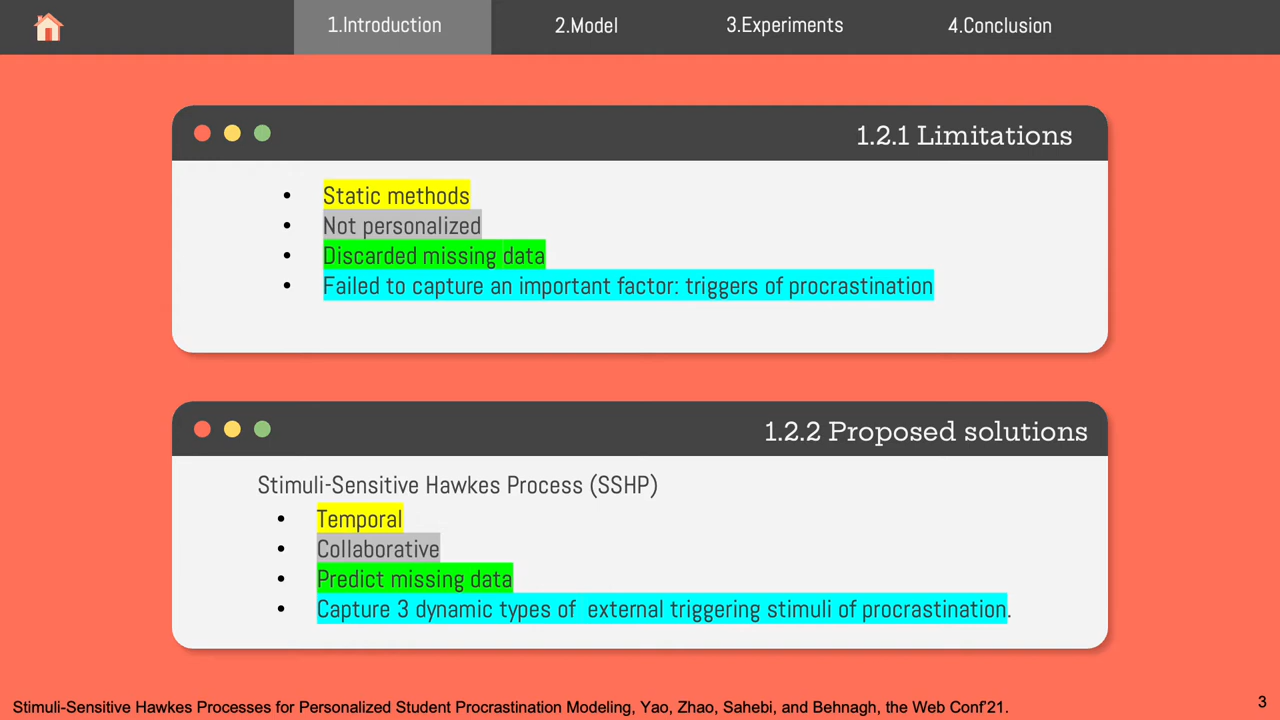 1.Introduction 2.Model 3.Experiments 4.Conclusion
1.2.1 Limitations
• Static methods
• Not personalized
• Discarded missing data
• Failed to capture an important factor: triggers of procrastination
1.2.2 Proposed solutions
Stimuli-Sensitive Hawkes Process (SSHP)
• Temporal
• Collaborative
• Predict missing data
• Capture 3 dynamic types of external triggering stimuli of procrastination.
Stimuli-Sensitive Hawkes Processes for Personalized Student Procrastination Modeling, Yao, Zhao, Sahebi, and Behnagh, the Web Conf'21.
3